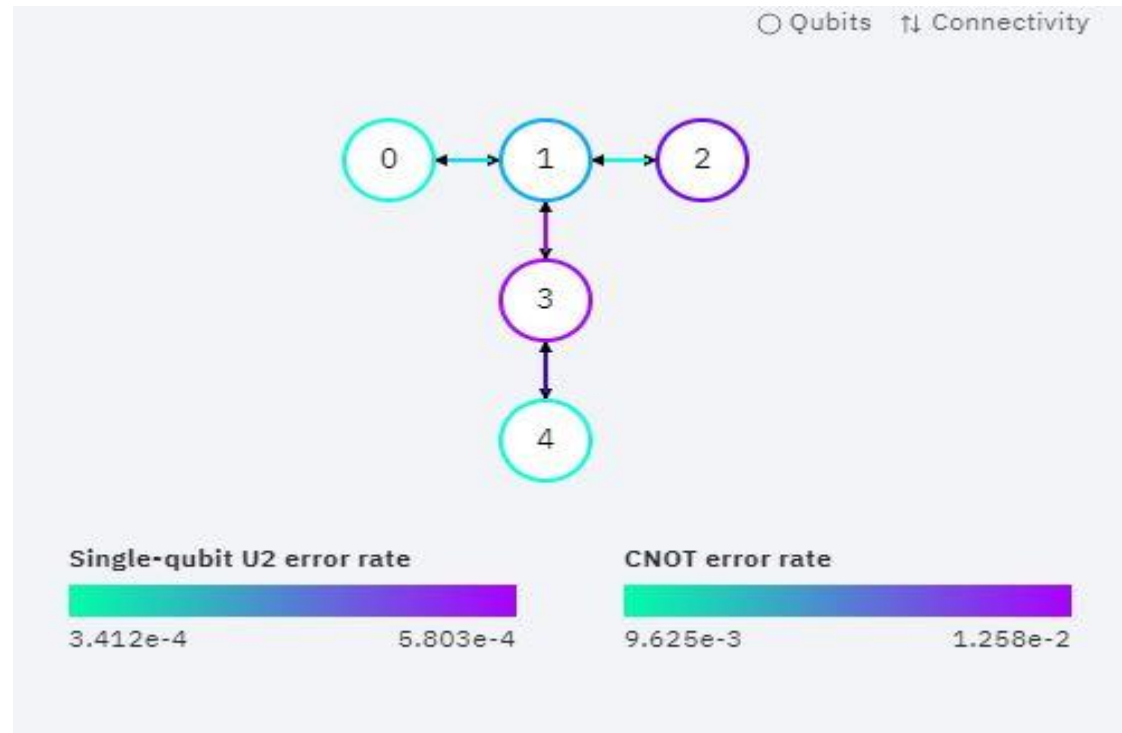 Qubits Connectivity
0 1 2
3
4
Single-qubit U2 error rate CNOT error rate
3.412e-4 5.803e-4 9.625e-3 1.258e-2